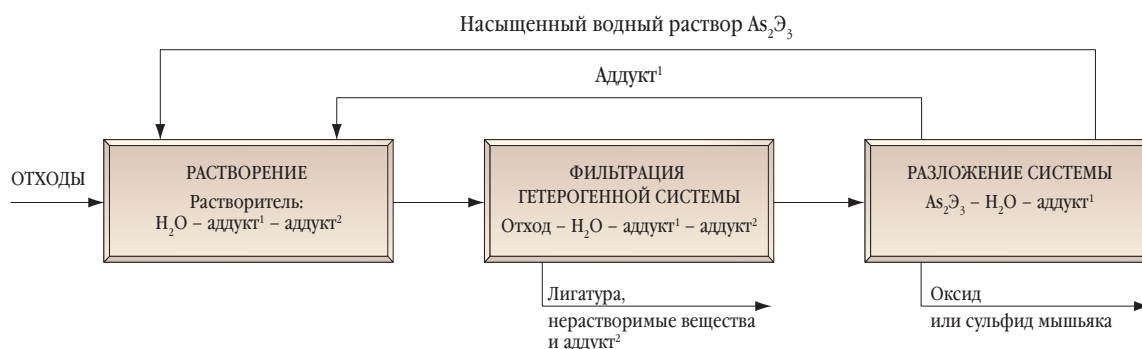 Насыщенный водный раствор As₂Э₃
Аддукт¹
ОТХОДЫ
РАСТВОРЕНИЕ
Растворитель:
H₂O – аддукт¹ – аддукт²
ФИЛЬТРАЦИЯ
ГЕТЕРОГЕННОЙ СИСТЕМЫ
Отход – H₂O – аддукт¹ – аддукт²
РАЗЛОЖЕНИЕ СИСТЕМЫ
As₂Э₃ – H₂O – аддукт¹
Лигатура,
нерастворимые вещества
и аддукт²
Оксид
или сульфид мышьяка